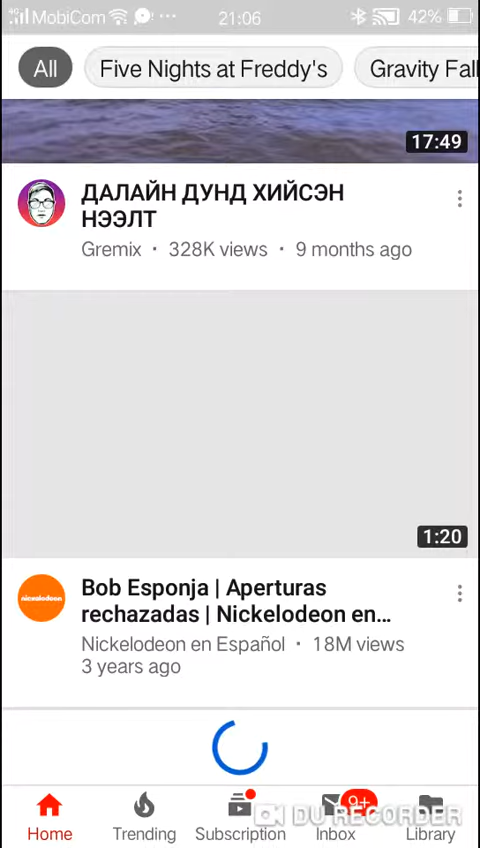 MobiCom 21:06 42%
All Five Nights at Freddy's Gravity Fall
17:49
ДАЛАЙН ДУНД ХИЙСЭН
НЭЭЛТ
Gremix · 328K views · 9 months ago
1:20
nickelodeon
Bob Esponja | Aperturas
rechazadas | Nickelodeon en...
Nickelodeon en Español · 18M views
3 years ago
9+
DU RECORDER
Home Trending Subscription Inbox Library